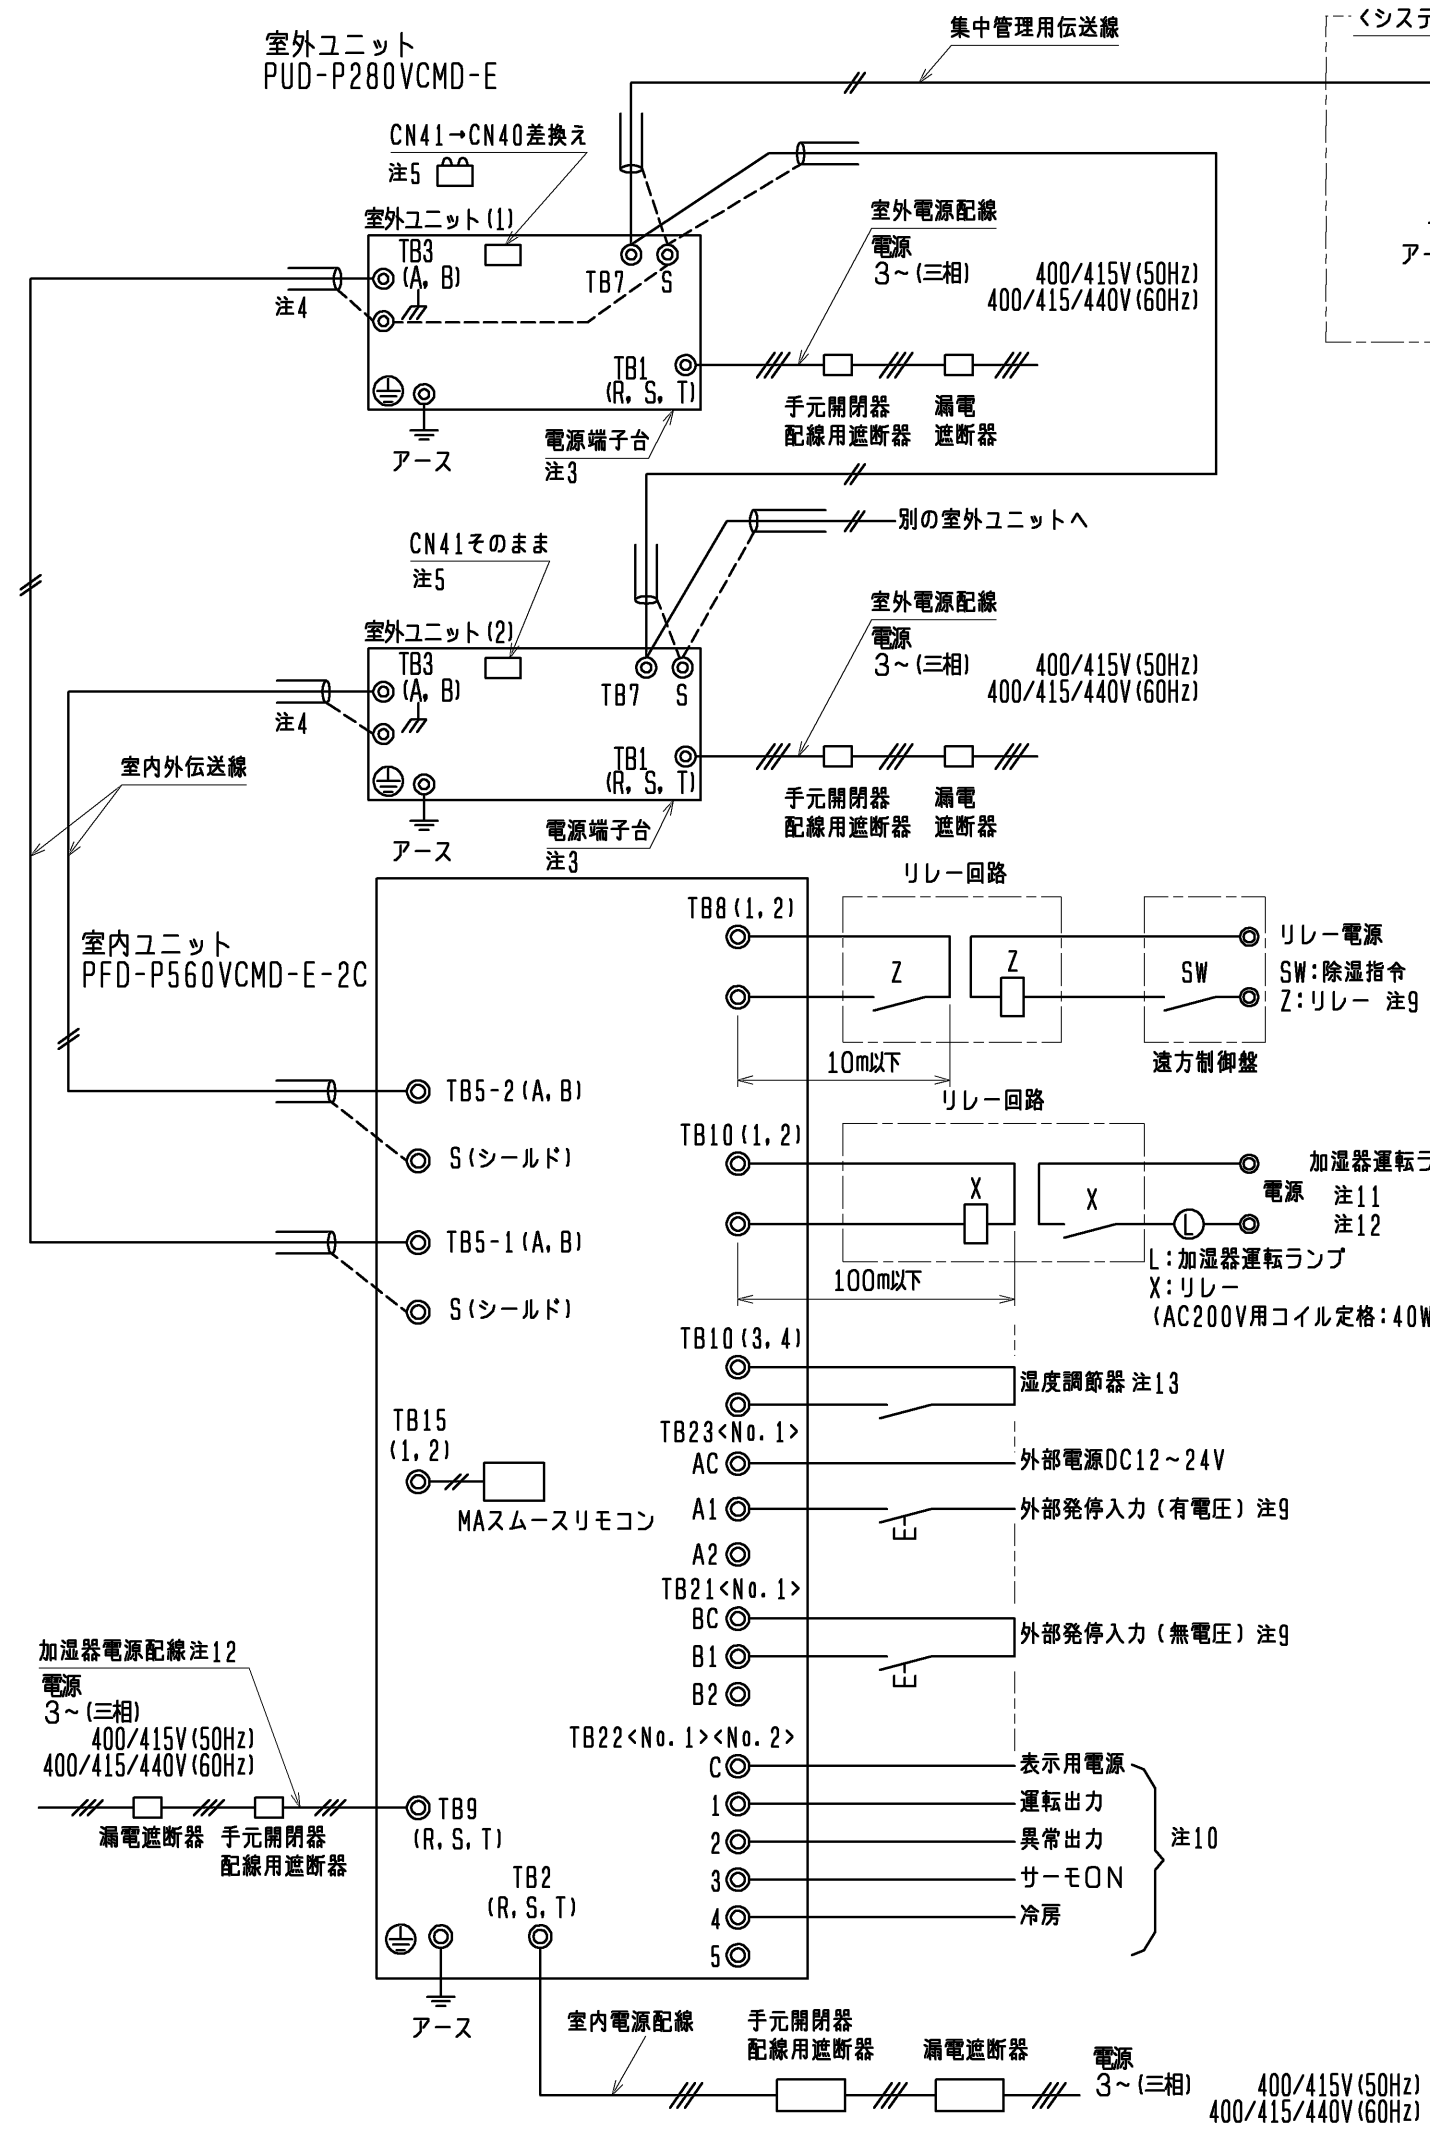 集中管理用伝送線
<システ
室外ユニット
PUD-P280VCMD-E
CN41→CN40差換え
注5
室外ユニット(1)
TB3
(A, B)
TB7
S
注4
TB1
(R, S, T)
アース
電源端子台
注3
室外電源配線
電源
3~(三相)
400/415V(50Hz)
400/415/440V(60Hz)
手元開閉器
配線用遮断器
漏電
遮断器
アー
別の室外ユニットへ
CN41そのまま
注5
室外ユニット(2)
TB3
(A, B)
TB7
S
注4
TB1
(R, S, T)
アース
電源端子台
注3
室外電源配線
電源
3~(三相)
400/415V(50Hz)
400/415/440V(60Hz)
手元開閉器
配線用遮断器
漏電
遮断器
室内外伝送線
室内ユニット
PFD-P560VCMD-E-2C
TB8(1, 2)
リレー回路
Z
Z
SW
リレー電源
SW:除湿指令
Z:リレー 注9
遠方制御盤
10m以下
TB5-2(A, B)
S(シールド)
TB5-1(A, B)
S(シールド)
リレー回路
TB10(1, 2)
X
X
L
加湿器運転ラ
電源
注11
注12
L:加湿器運転ランプ
X:リレー
(AC200V用コイル定格:40W
100m以下
TB10(3, 4)
湿度調節器 注13
TB15
(1, 2)
MAスムースリモコン
TB23<No. 1>
AC
外部電源DC12~24V
A1
外部発停入力(有電圧)注9
A2
TB21<No. 1>
BC
B1
外部発停入力(無電圧)注9
B2
TB22<No. 1><No. 2>
C
表示用電源
1
運転出力
2
異常出力
3
サーモON
4
冷房
5
注10
加湿器電源配線注12
電源
3~(三相)
400/415V(50Hz)
400/415/440V(60Hz)
漏電遮断器
手元開閉器
配線用遮断器
TB9
(R, S, T)
TB2
(R, S, T)
アース
室内電源配線
手元開閉器
配線用遮断器
漏電遮断器
電源
3~(三相)
400/415V(50Hz)
400/415/440V(60Hz)